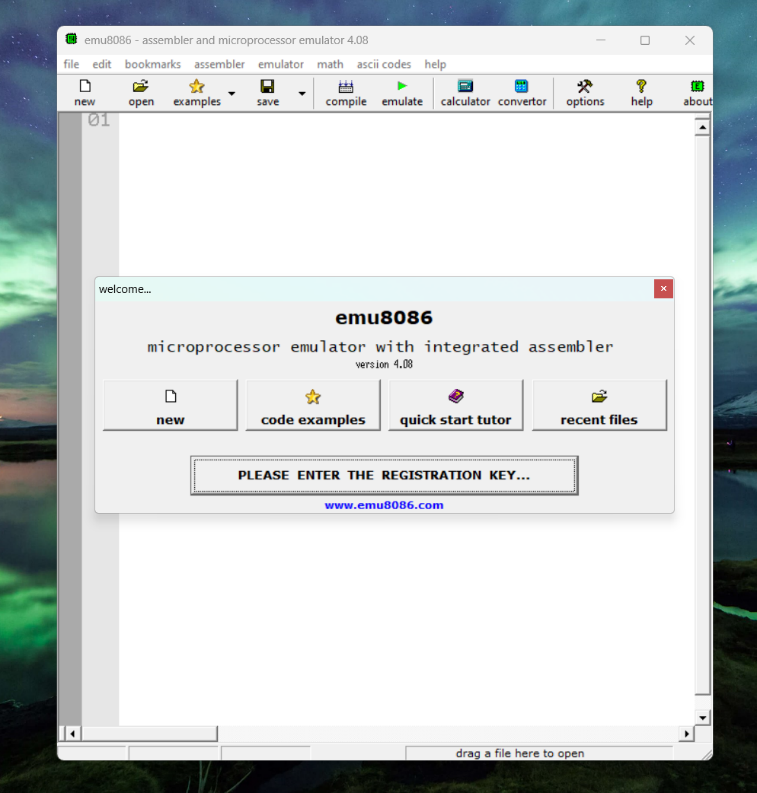 emu8086 - assembler and microprocessor emulator 4.08
file edit bookmarks assembler emulator math ascii codes help
new open examples save compile emulate calculator convertor options help about
01
welcome...
emu8086
microprocessor emulator with integrated assembler
version 4.08
new code examples quick start tutor recent files
PLEASE ENTER THE REGISTRATION KEY...
www.emu8086.com
drag a file here to open